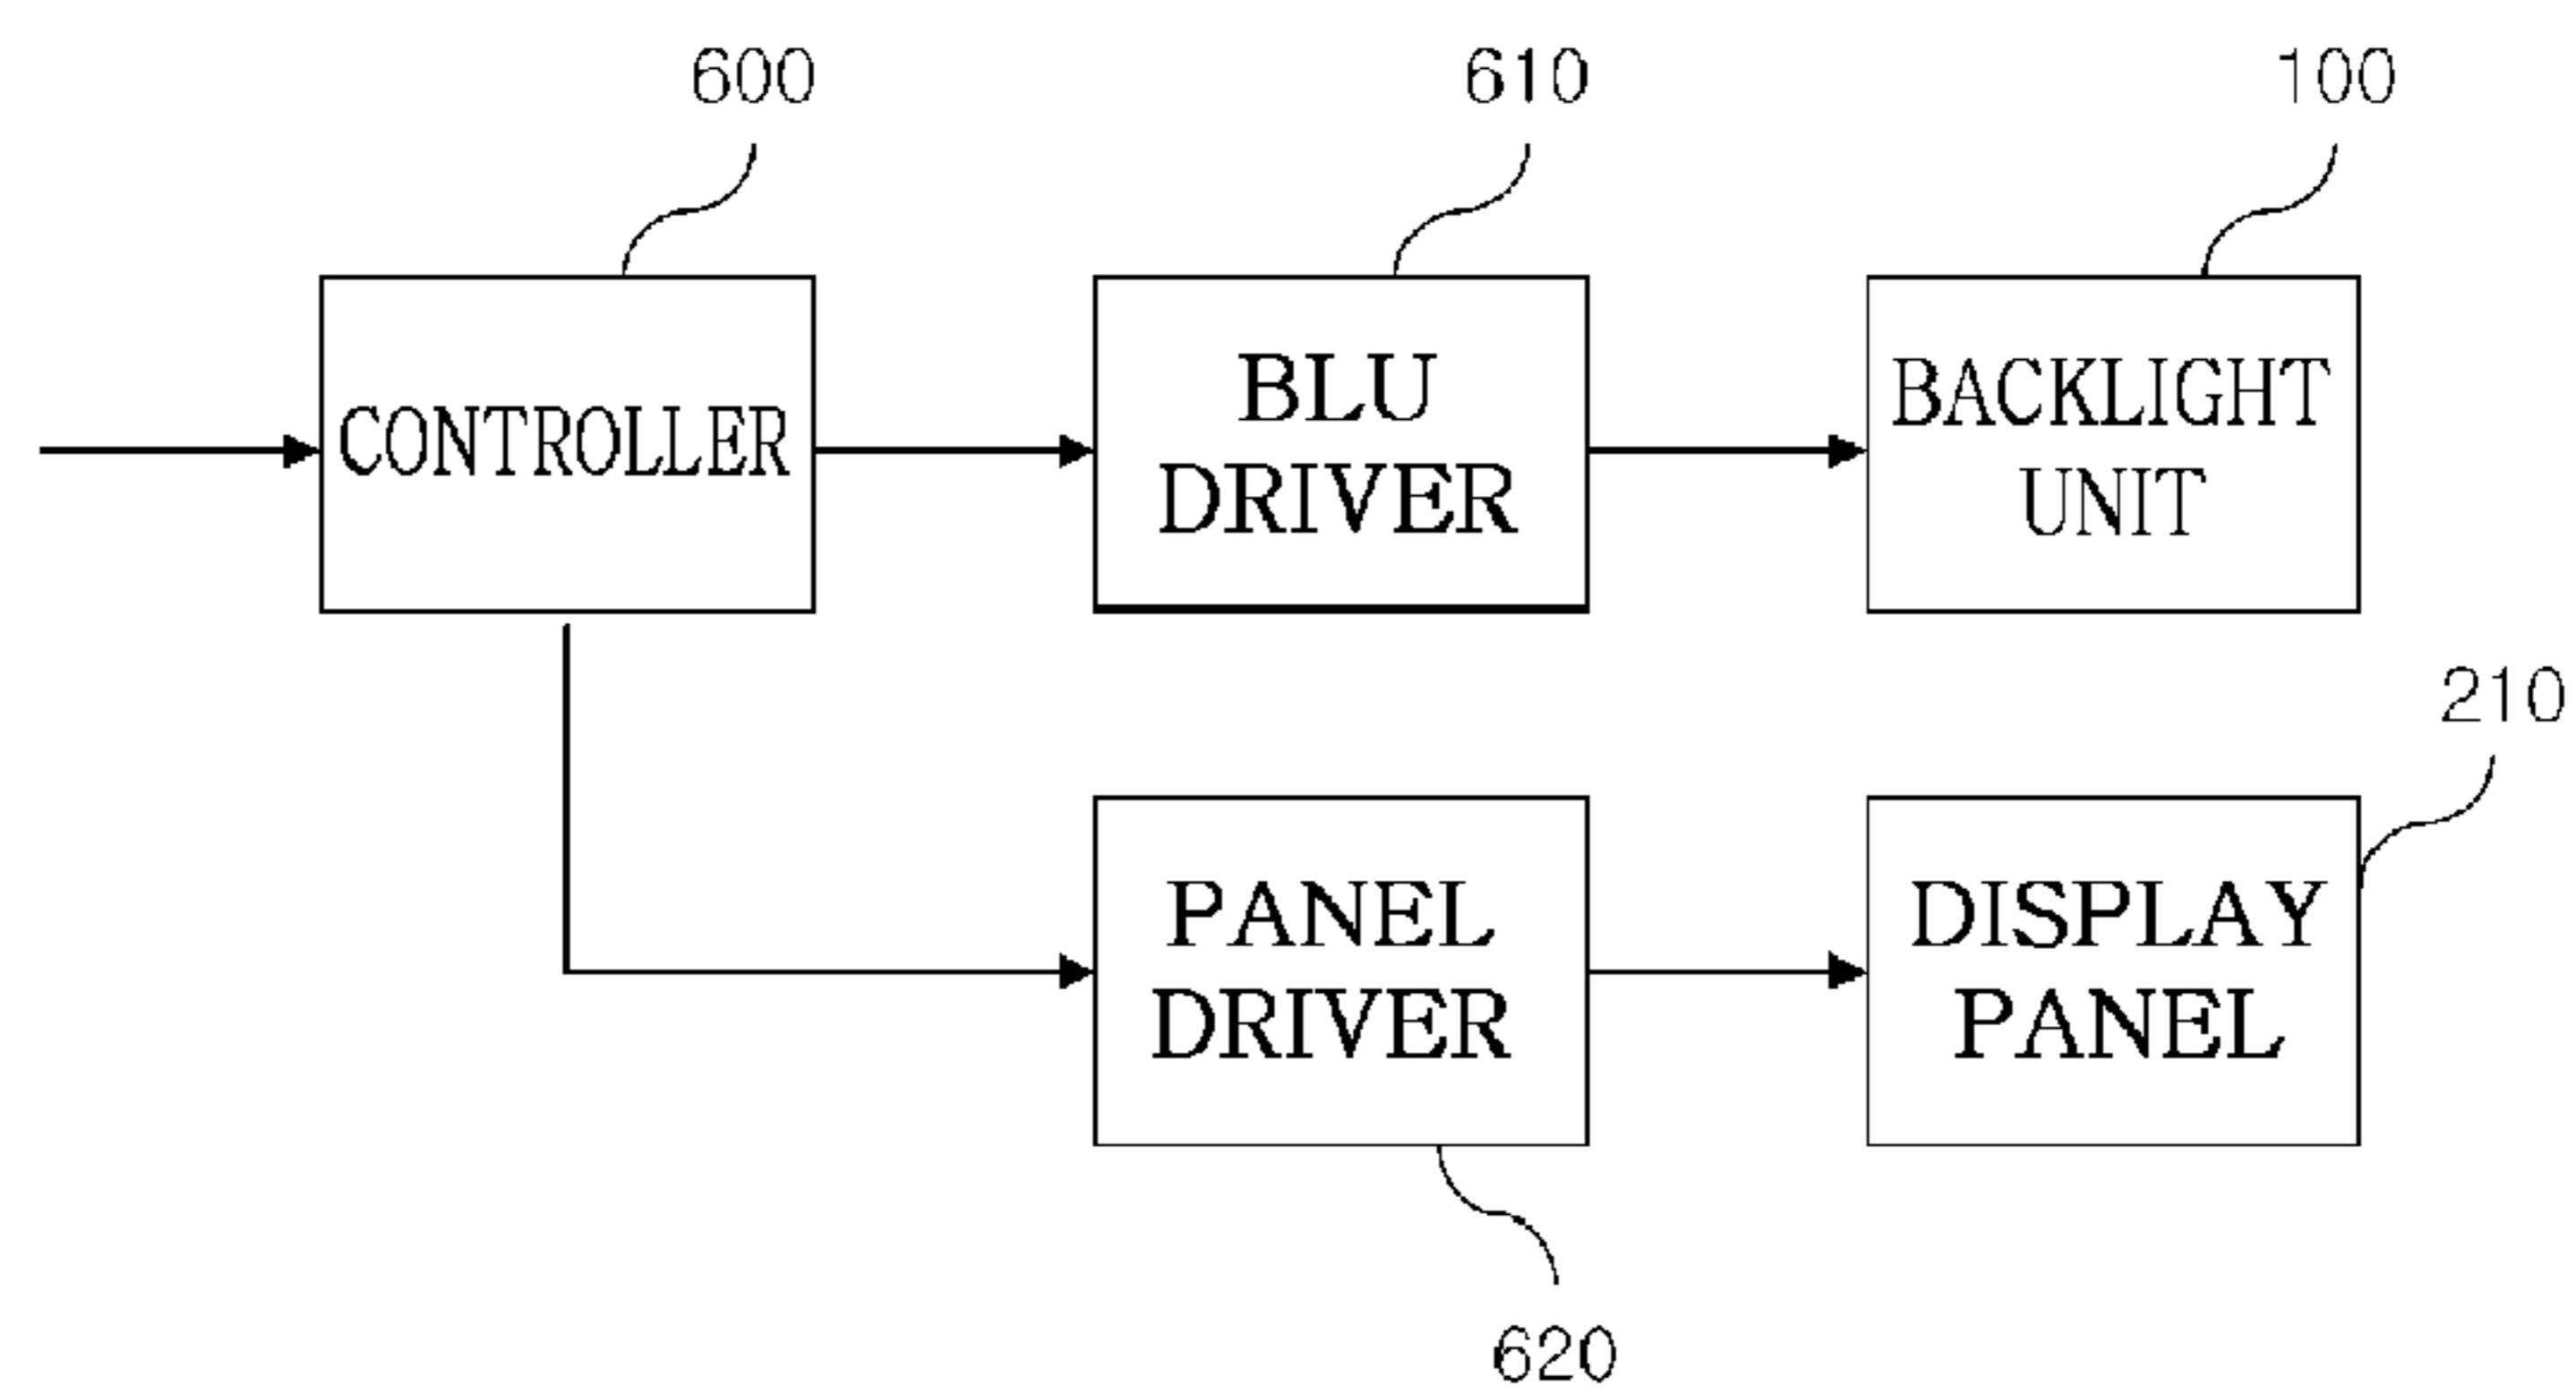 600
610
100
CONTROLLER
BLU
DRIVER
BACKLIGHT
UNIT
210
PANEL
DRIVER
DISPLAY
PANEL
620